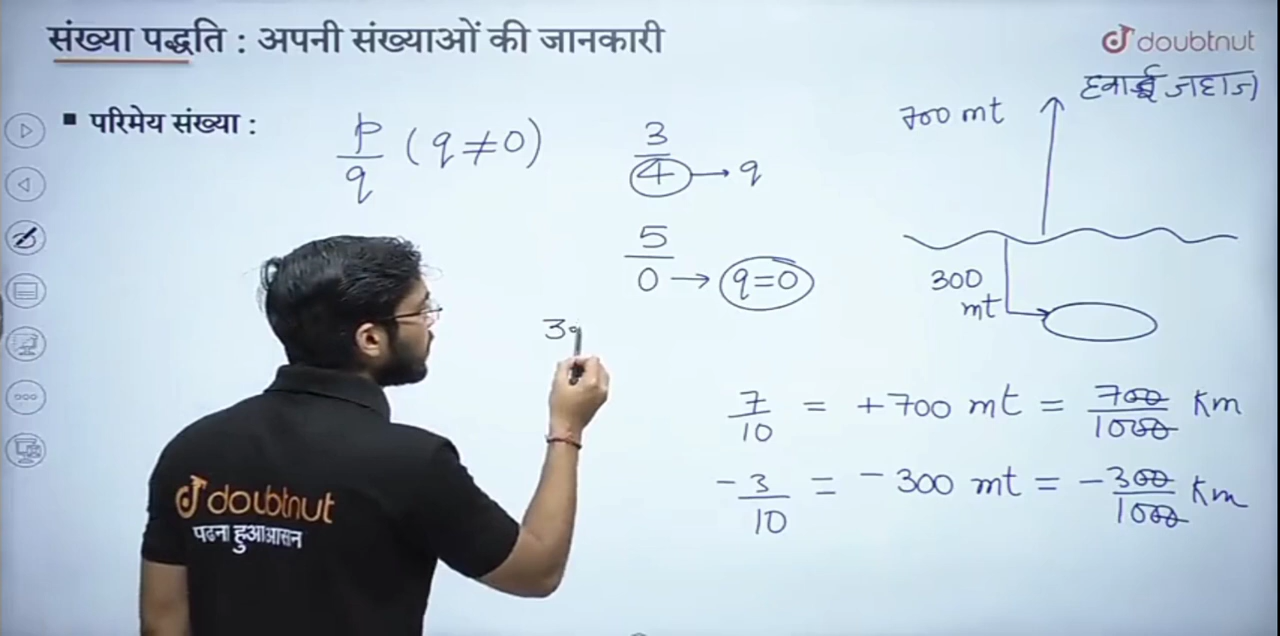 संख्या पद्धति : अपनी संख्याओं की जानकारी
doubtnut
■ परिमेय संख्या :
p/q (q≠0)
3/4 → q
5/0 → q=0
700 mt
हवाई जहाज
300
mt
7/10 = +700 mt = 700/1000 Km
-3/10 = -300 mt = -300/1000 Km
doubtnut
पढना हुआ आसान